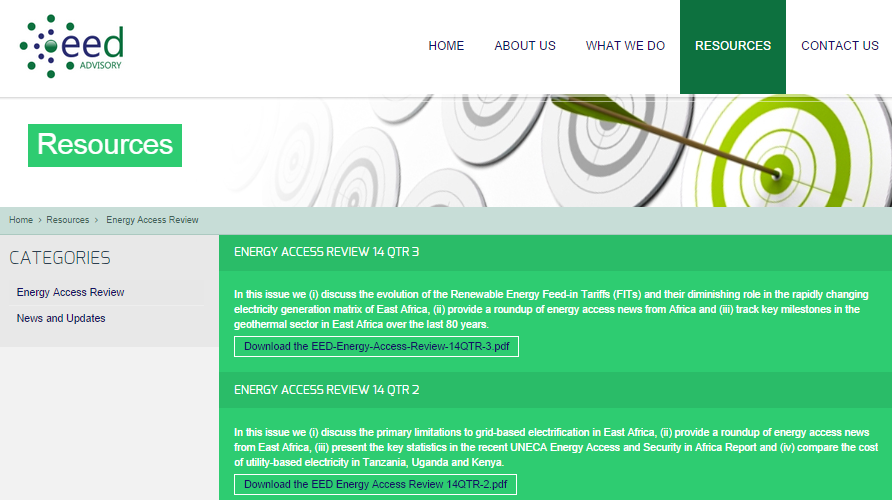 eed
ADVISORY
HOME
ABOUT US
WHAT WE DO
RESOURCES
CONTACT US
Resources
Home > Resources > Energy Access Review
CATEGORIES
Energy Access Review
News and Updates
ENERGY ACCESS REVIEW 14 QTR 3
In this issue we (i) discuss the evolution of the Renewable Energy Feed-in Tariffs (FITs) and their diminishing role in the rapidly changing
electricity generation matrix of East Africa, (ii) provide a roundup of energy access news from Africa and (iii) track key milestones in the
geothermal sector in East Africa over the last 80 years.
Download the EED-Energy-Access-Review-14QTR-3.pdf
ENERGY ACCESS REVIEW 14 QTR 2
In this issue we (i) discuss the primary limitations to grid-based electrification in East Africa, (ii) provide a roundup of energy access news
from East Africa, (iii) present the key statistics in the recent UNECA Energy Access and Security in Africa Report and (iv) compare the cost
of utility-based electricity in Tanzania, Uganda and Kenya.
Download the EED Energy Access Review 14QTR-2.pdf